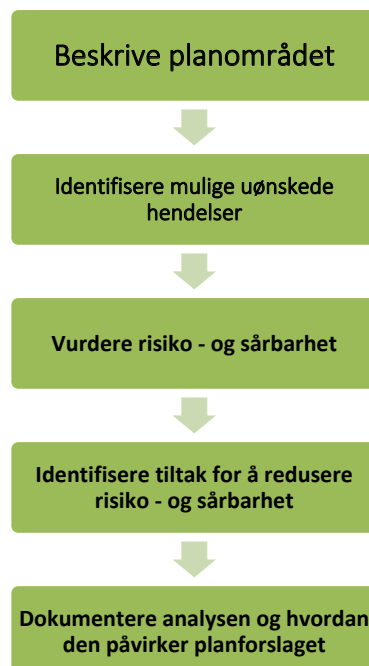 Beskrive planområdet
Identifisere mulige uønskede
hendelser
Vurdere risiko - og sårbarhet
Identifisere tiltak for å redusere
risiko - og sårbarhet
Dokumentere analysen og hvordan
den påvirker planforslaget